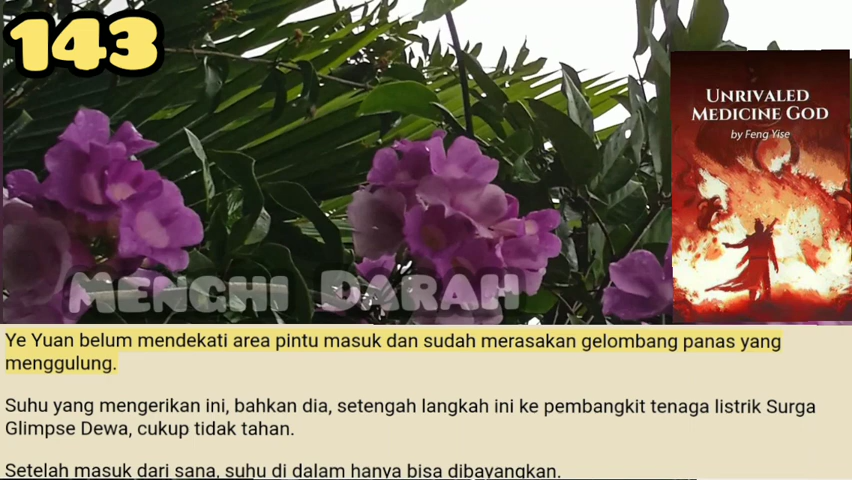 143
UNRIVALED
MEDICINE GOD
by Feng Yise
MENGHI DARAH
Ye Yuan belum mendekati area pintu masuk dan sudah merasakan gelombang panas yang
menggulung.
Suhu yang mengerikan ini, bahkan dia, setengah langkah ini ke pembangkit tenaga listrik Surga
Glimpse Dewa, cukup tidak tahan.
Setelah masuk dari sana, suhu di dalam hanya bisa dibayangkan.